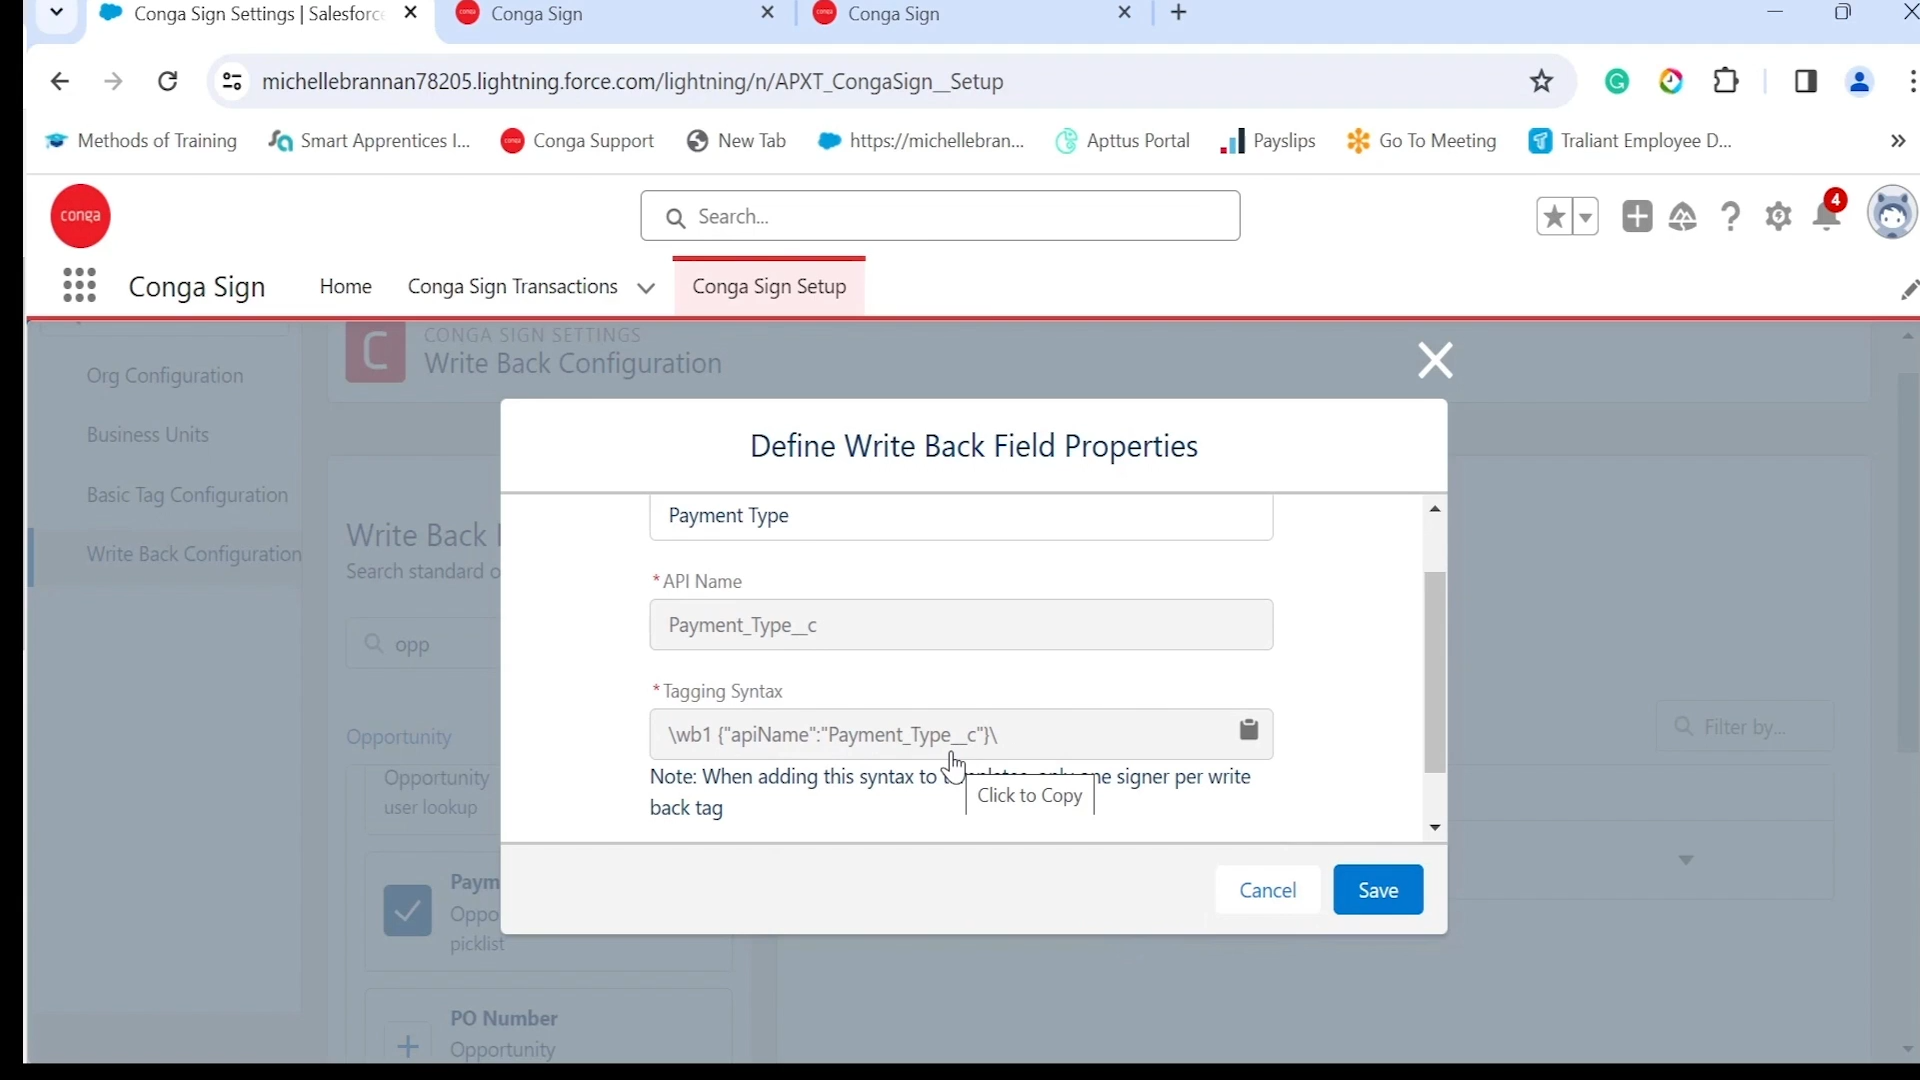 Conga Sign Settings | Salesforce
Conga Sign
Conga Sign
michellebrannan78205.lightning.force.com/lightning/n/APXT_CongaSign__Setup
Methods of Training
Smart Apprentices I...
Conga Support
New Tab
https://michellebran...
Apttus Portal
Payslips
Go To Meeting
Traliant Employee D...
conga
Search...
4
Conga Sign
Home
Conga Sign Transactions
Conga Sign Setup
CONGA SIGN SETTINGS
Write Back Configuration
Org Configuration
Business Units
Basic Tag Configuration
Write Back Configuration
Write Back
Search standard o
opp
Opportunity
Opportunity
user lookup
Paym
Oppo
picklist
PO Number
Opportunity
Filter by...
Define Write Back Field Properties
Payment Type
*API Name
Payment_Type__c
*Tagging Syntax
\wb1 {"apiName":"Payment_Type__c"}\
Note: When adding this syntax to signer per write
back tag
Click to Copy
Cancel
Save